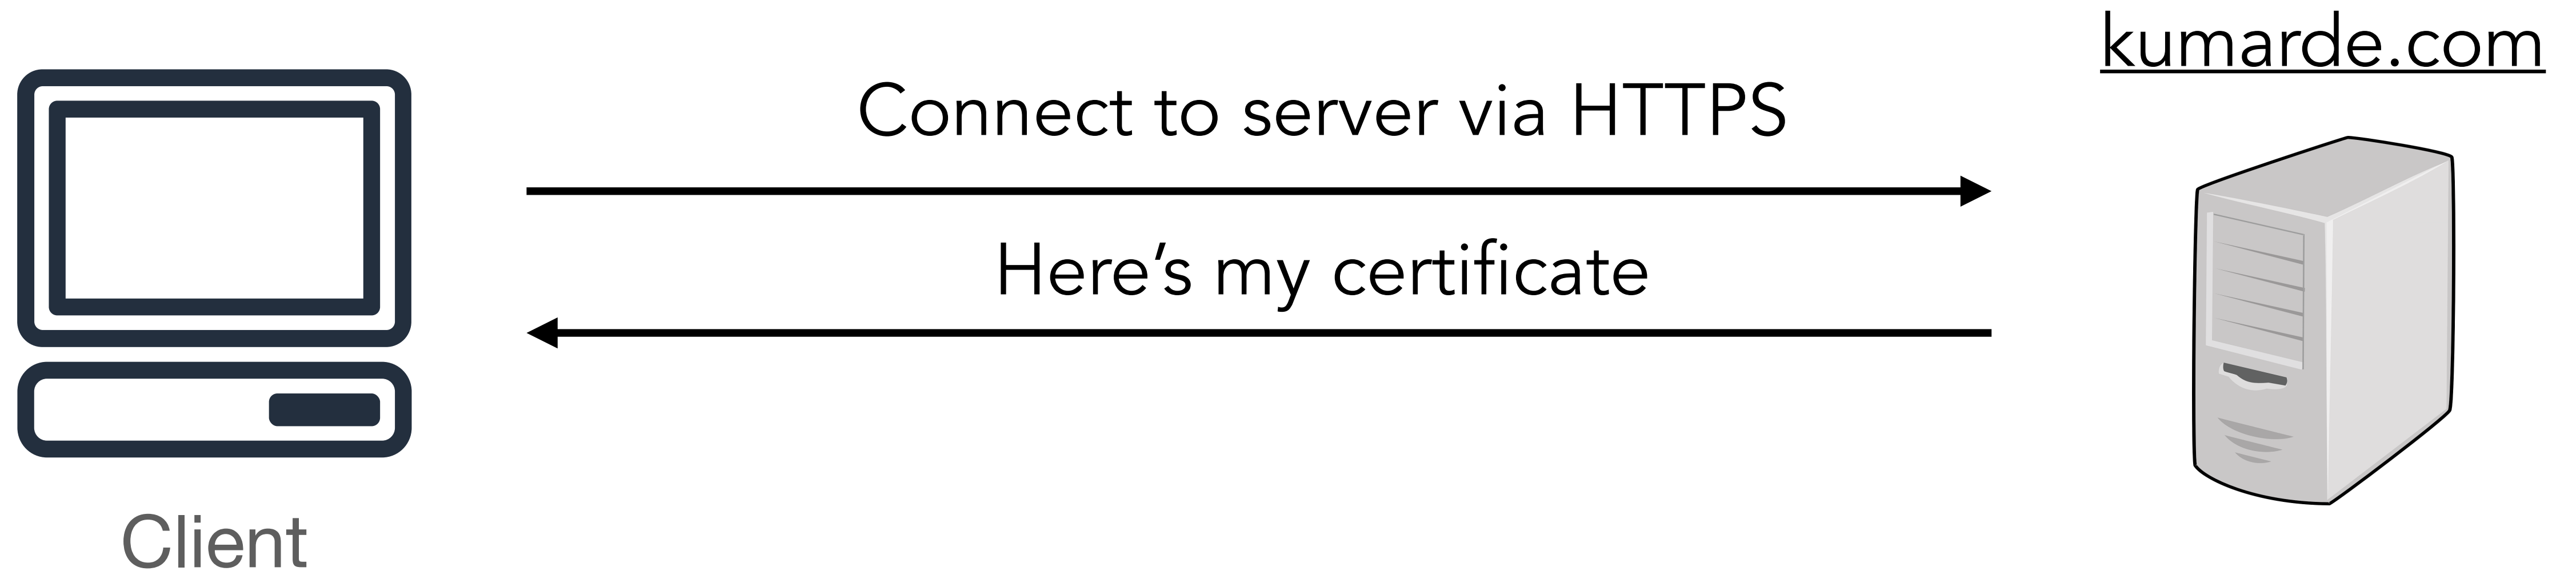 kumarde.com
Connect to server via HTTPS
Here’s my certificate
Client